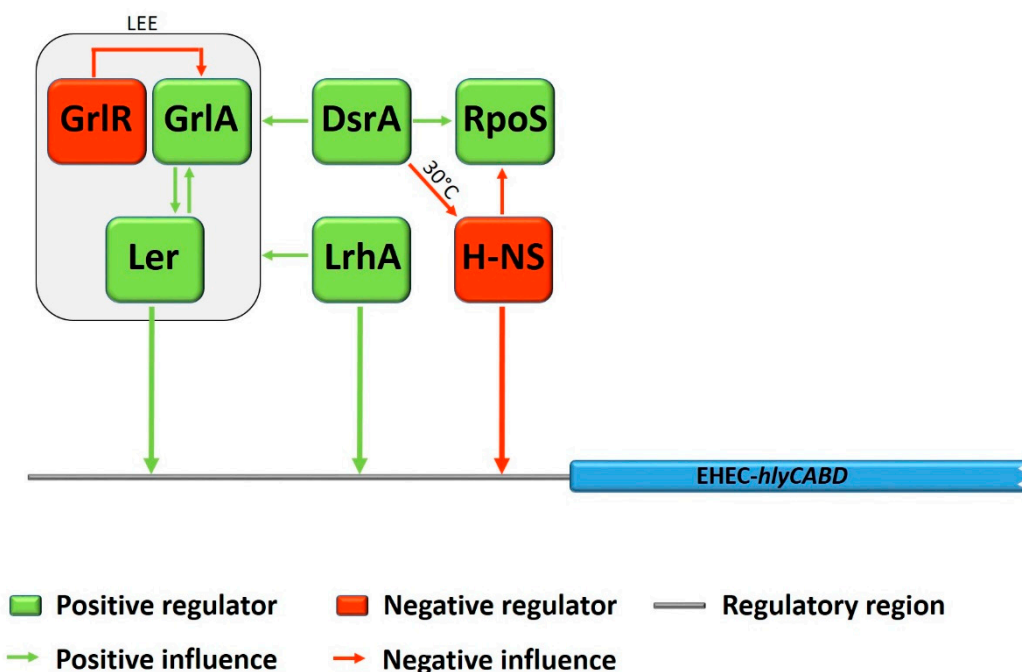 LEE
GrlR
GrlA
DsrA
RpoS
30°C
Ler
LrhA
H-NS
EHEC-hlyCABD
Positive regulator
Negative regulator
Regulatory region
Positive influence
Negative influence